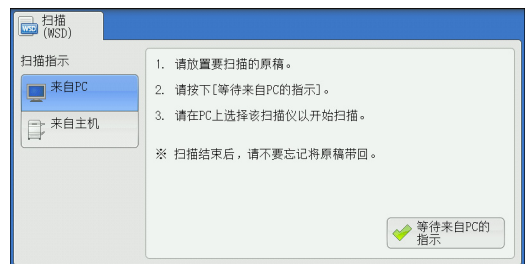 扫描
(WSD)
扫描指示
来自PC
来自主机
1. 请放置要扫描的原稿。
2. 请按下[等待来自PC的指示]。
3. 请在PC上选择该扫描仪以开始扫描。
※ 扫描结束后，请不要忘记将原稿带回。
等待来自PC的
指示